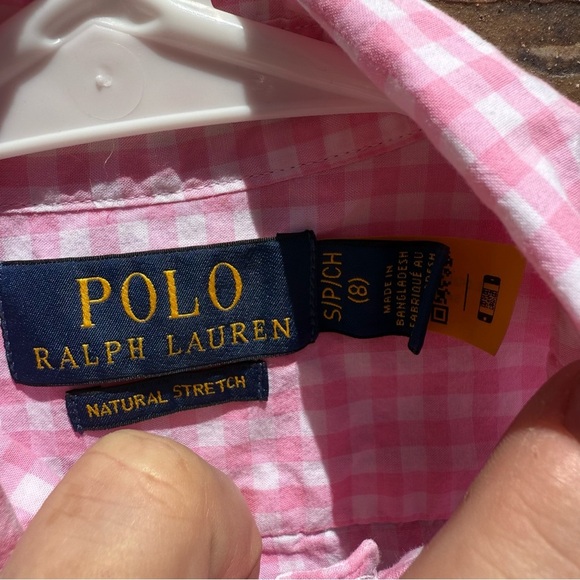 POLO
RALPH LAUREN
NATURAL STRETCH
S/P/CH
(8)
MADE IN
BANGLADESH
FABRIQUÉ AU